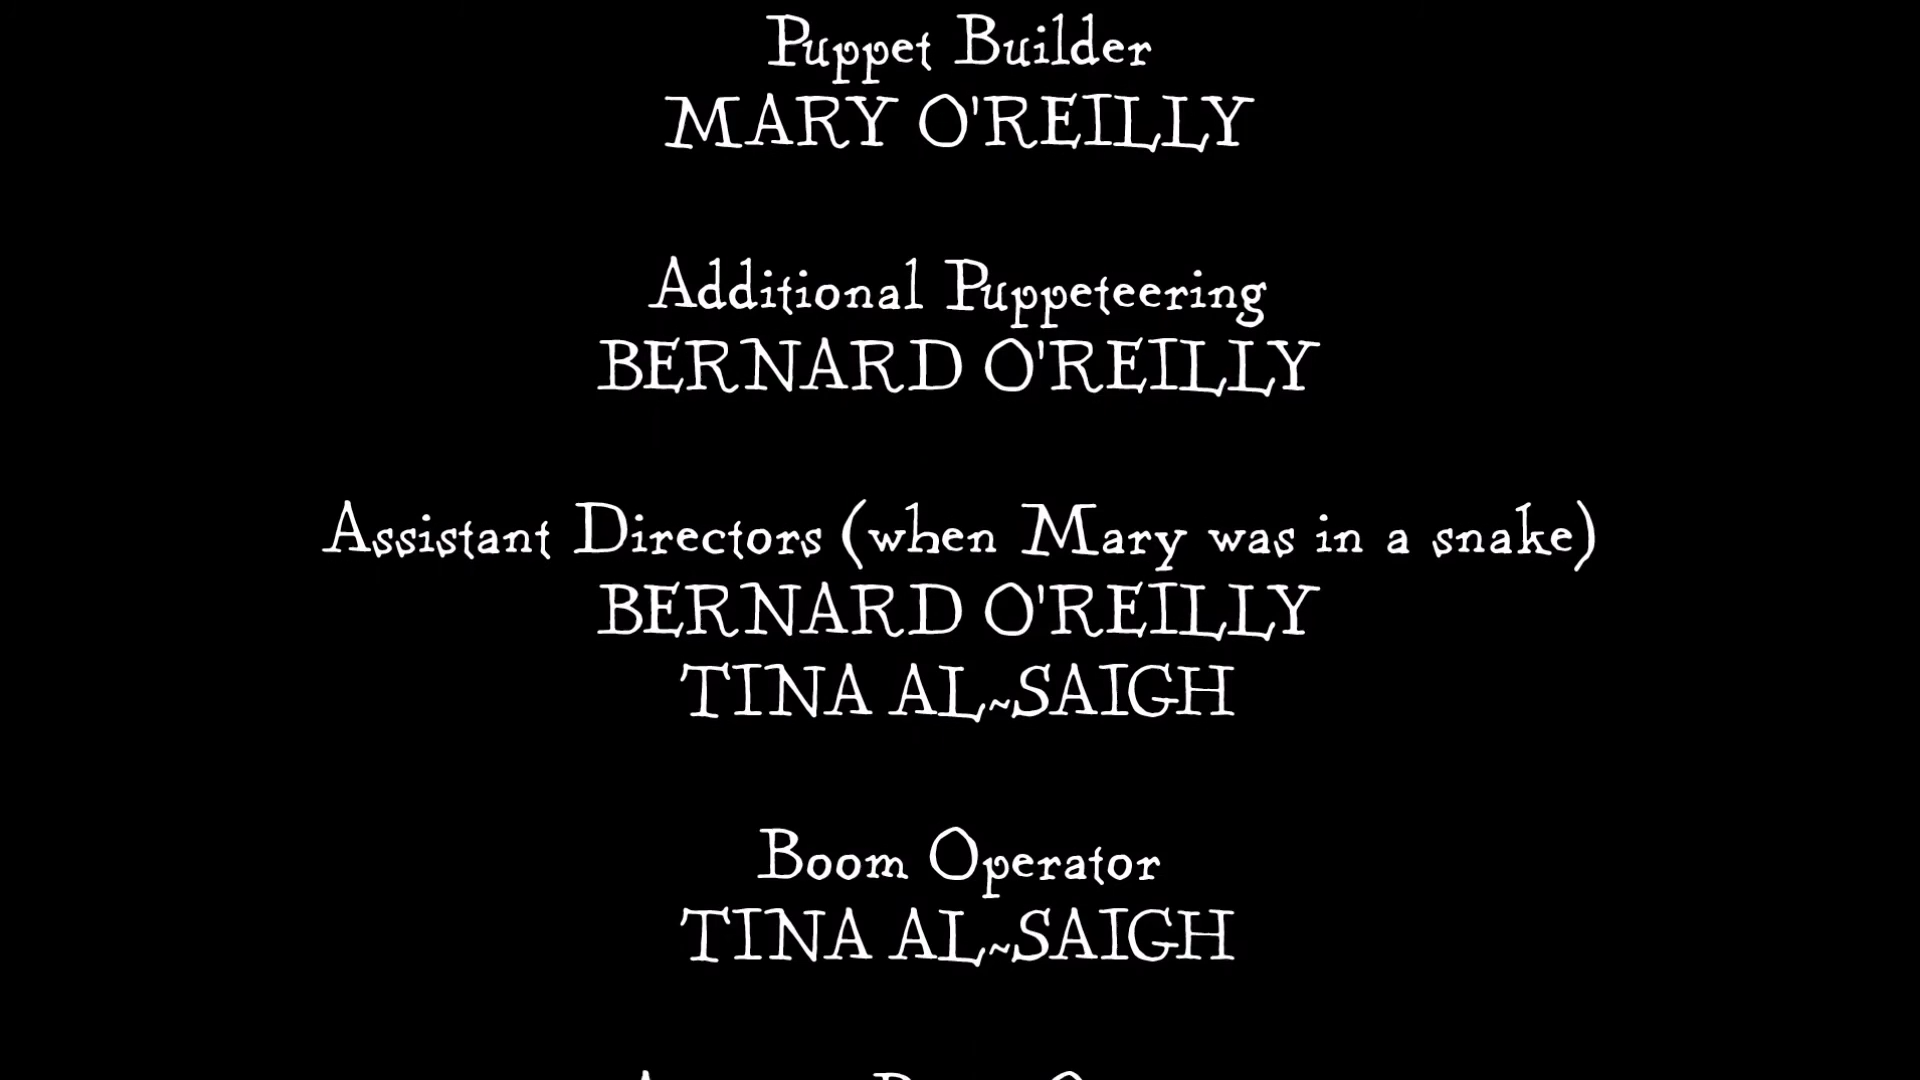 Puppet Builder
MARY O'REILLY
Additional Puppeteering
BERNARD O'REILLY
Assistant Directors (when Mary was in a snake)
BERNARD O'REILLY
TINA AL~SAIGH
Boom Operator
TINA AL~SAIGH